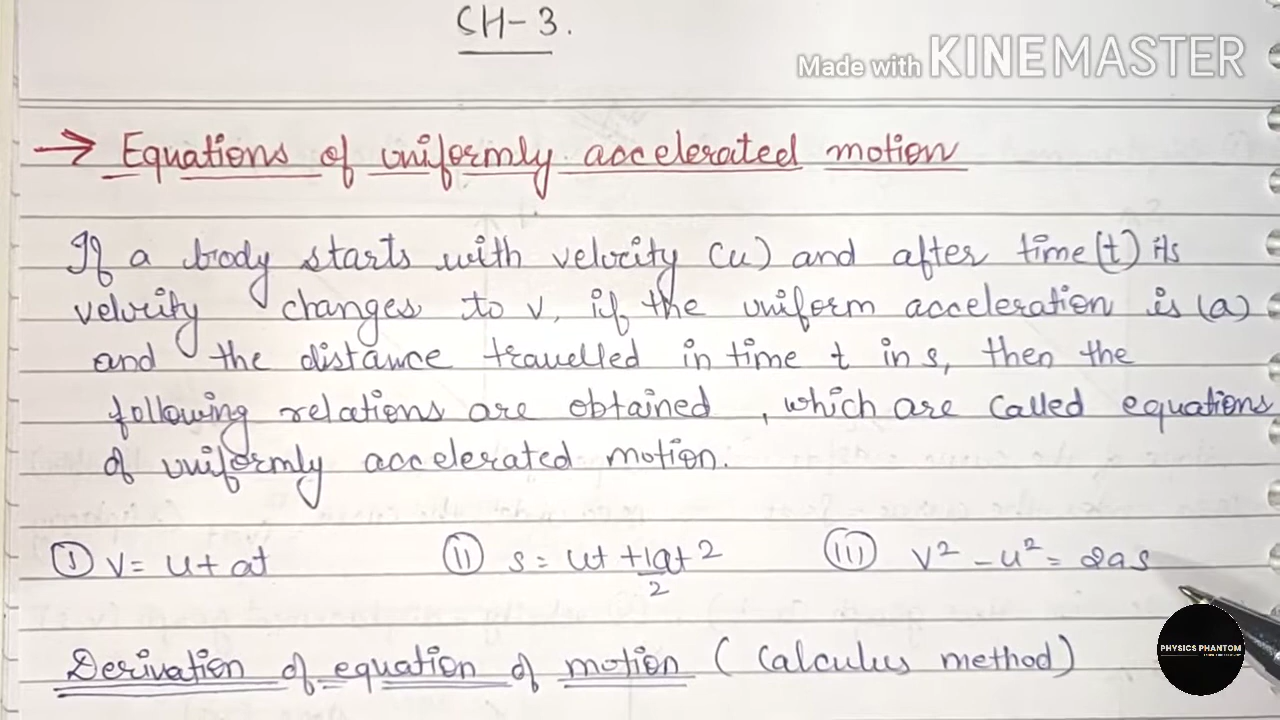 CH-3.
Made with KINEMASTER
→ Equations of uniformly accelerated motion
If a body starts with velocity (u) and after time (t) its
velocity changes to v, if the uniform acceleration is (a)
and the distance travelled in time t in s, then the
following relations are obtained, which are called equations
of uniformly accelerated motion.
(i) v = u + at (ii) s = ut + 1/2 at² (iii) v² - u² = 2as
PHYSICS PHANTOM
Derivation of equation of motion (Calculus method)